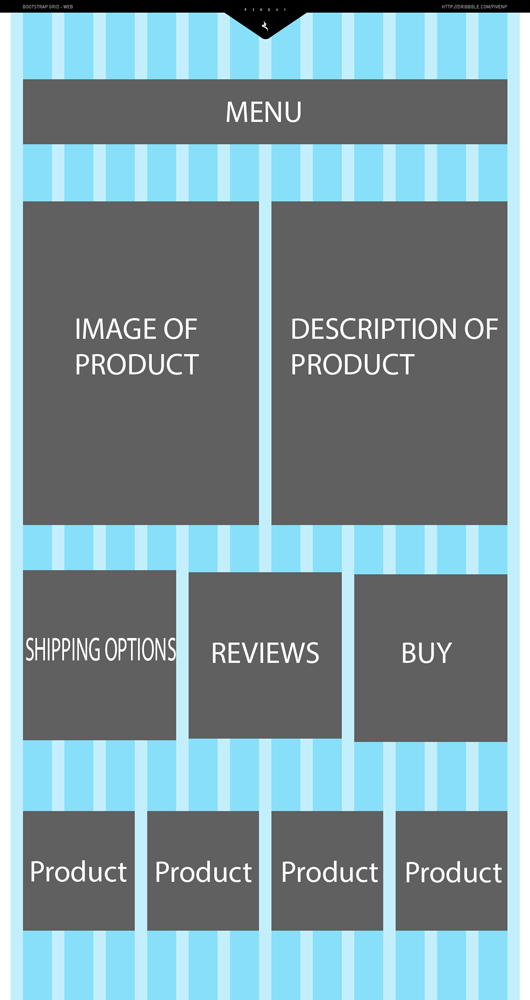 BOOTSTRAP GRID - WEB
HTTP://DRIBBBLE.COM/FIVENP
MENU
IMAGE OF
PRODUCT
DESCRIPTION OF
PRODUCT
SHIPPING OPTIONS
REVIEWS
BUY
Product
Product
Product
Product